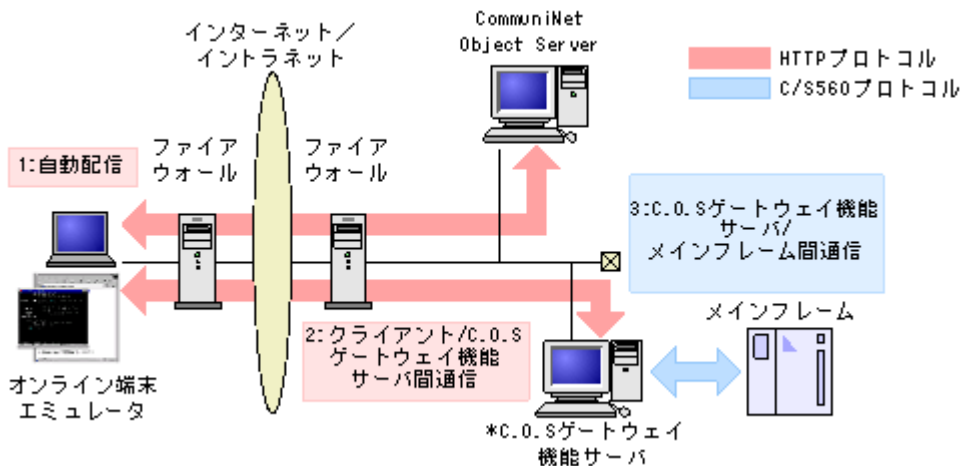 CommuniNet
Object Server
インターネット/
イントラネット
HTTPプロトコル
C/S560プロトコル
ファイア
ウォール
ファイア
ウォール
1:自動配信
3:C.O.Sゲートウェイ機能
サーバ/
メインフレーム間通信
メインフレーム
2:クライアント/C.O.S
ゲートウェイ機能
サーバ間通信
オンライン端末
エミュレータ
*C.O.Sゲートウェイ
機能サーバ